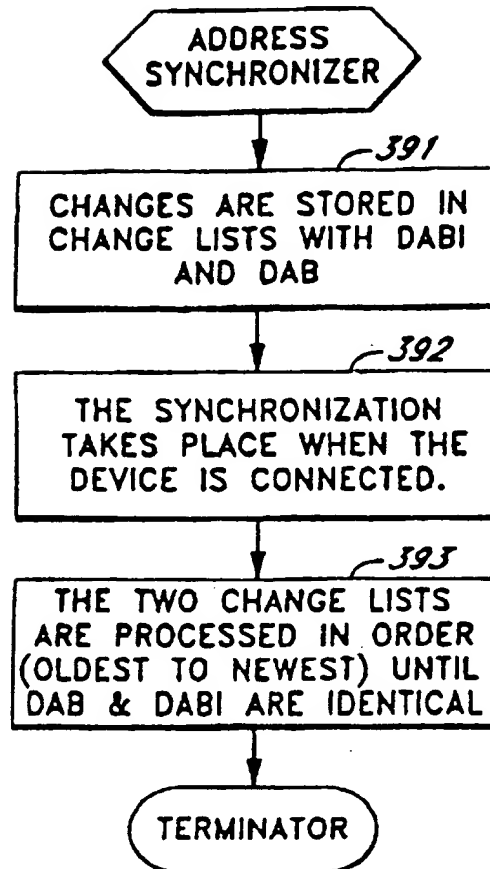 ADDRESS
SYNCHRONIZER
391
CHANGES ARE STORED IN
CHANGE LISTS WITH DABI
AND DAB
392
THE SYNCHRONIZATION
TAKES PLACE WHEN THE
DEVICE IS CONNECTED.
393
THE TWO CHANGE LISTS
ARE PROCESSED IN ORDER
(OLDEST TO NEWEST) UNTIL
DAB & DABI ARE IDENTICAL
TERMINATOR